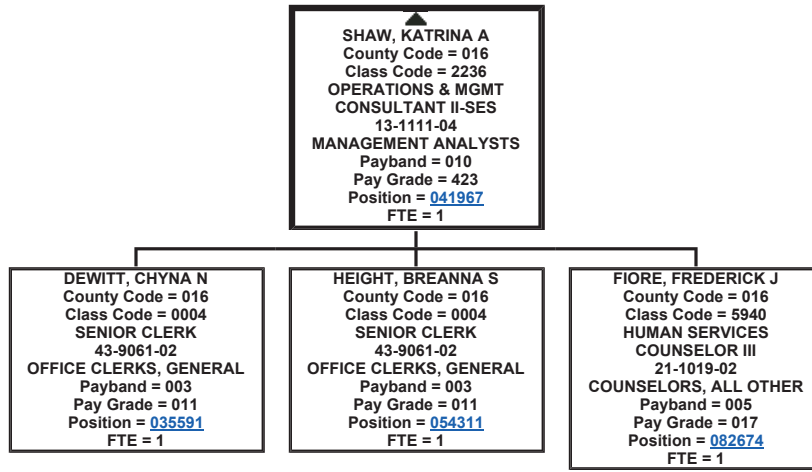 SHAW, KATRINA A
County Code = 016
Class Code = 2236
OPERATIONS & MGMT
CONSULTANT II-SES
13-1111-04
MANAGEMENT ANALYSTS
Payband = 010
Pay Grade = 423
Position = 041967
FTE = 1
DEWITT, CHYNA N
County Code = 016
Class Code = 0004
SENIOR CLERK
43-9061-02
OFFICE CLERKS, GENERAL
Payband = 003
Pay Grade = 011
Position = 035591
FTE = 1
HEIGHT, BREANNA S
County Code = 016
Class Code = 0004
SENIOR CLERK
43-9061-02
OFFICE CLERKS, GENERAL
Payband = 003
Pay Grade = 011
Position = 054311
FTE = 1
FIORE, FREDERICK J
County Code = 016
Class Code = 5940
HUMAN SERVICES
COUNSELOR III
21-1019-02
COUNSELORS, ALL OTHER
Payband = 005
Pay Grade = 017
Position = 082674
FTE = 1